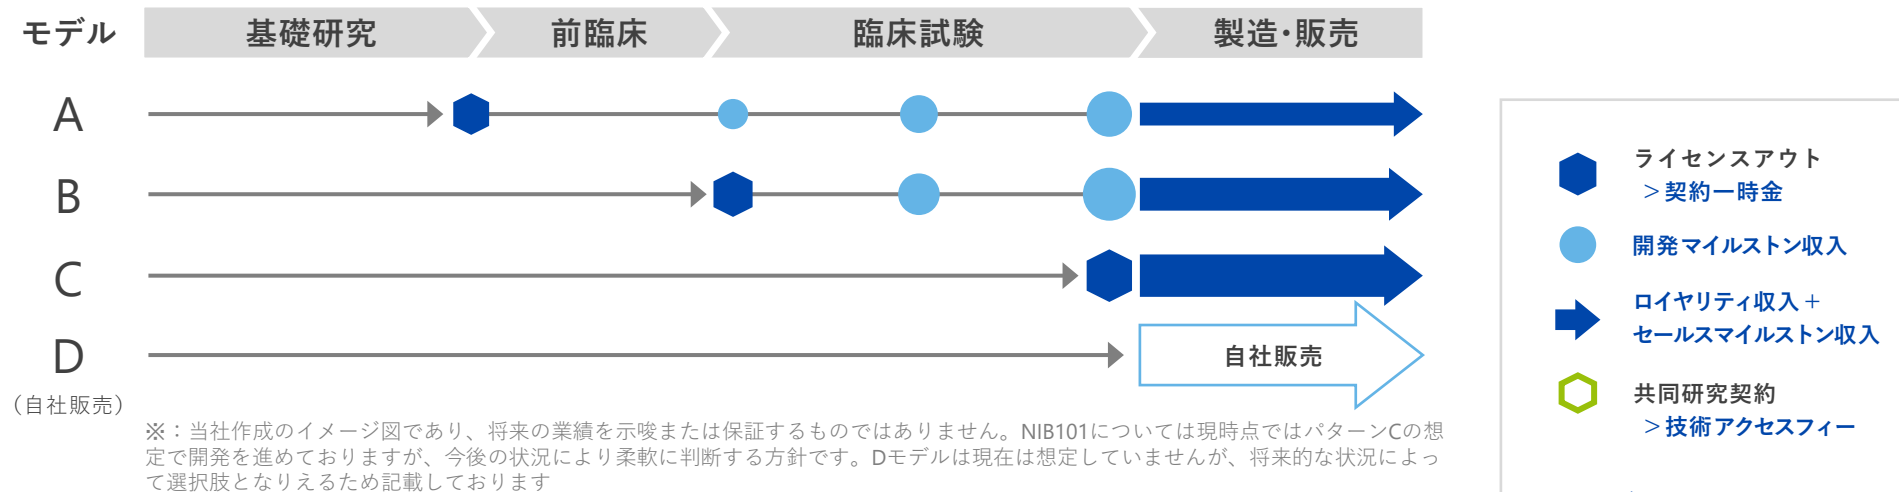 モデル
基礎研究
前臨床
臨床試験
製造・販売
A
B
C
D
（自社販売）
自社販売
※：当社作成のイメージ図であり、将来の業績を示唆または保証するものではありません。NIB101については現時点ではパターンCの想
定で開発を進めておりますが、今後の状況により柔軟に判断する方針です。Dモデルは現在は想定していませんが、将来的な状況によっ
て選択肢となりえるため記載しております
ライセンスアウト
＞契約一時金
開発マイルストン収入
ロイヤリティ収入＋
セールスマイルストン収入
共同研究契約
＞技術アクセスフィー